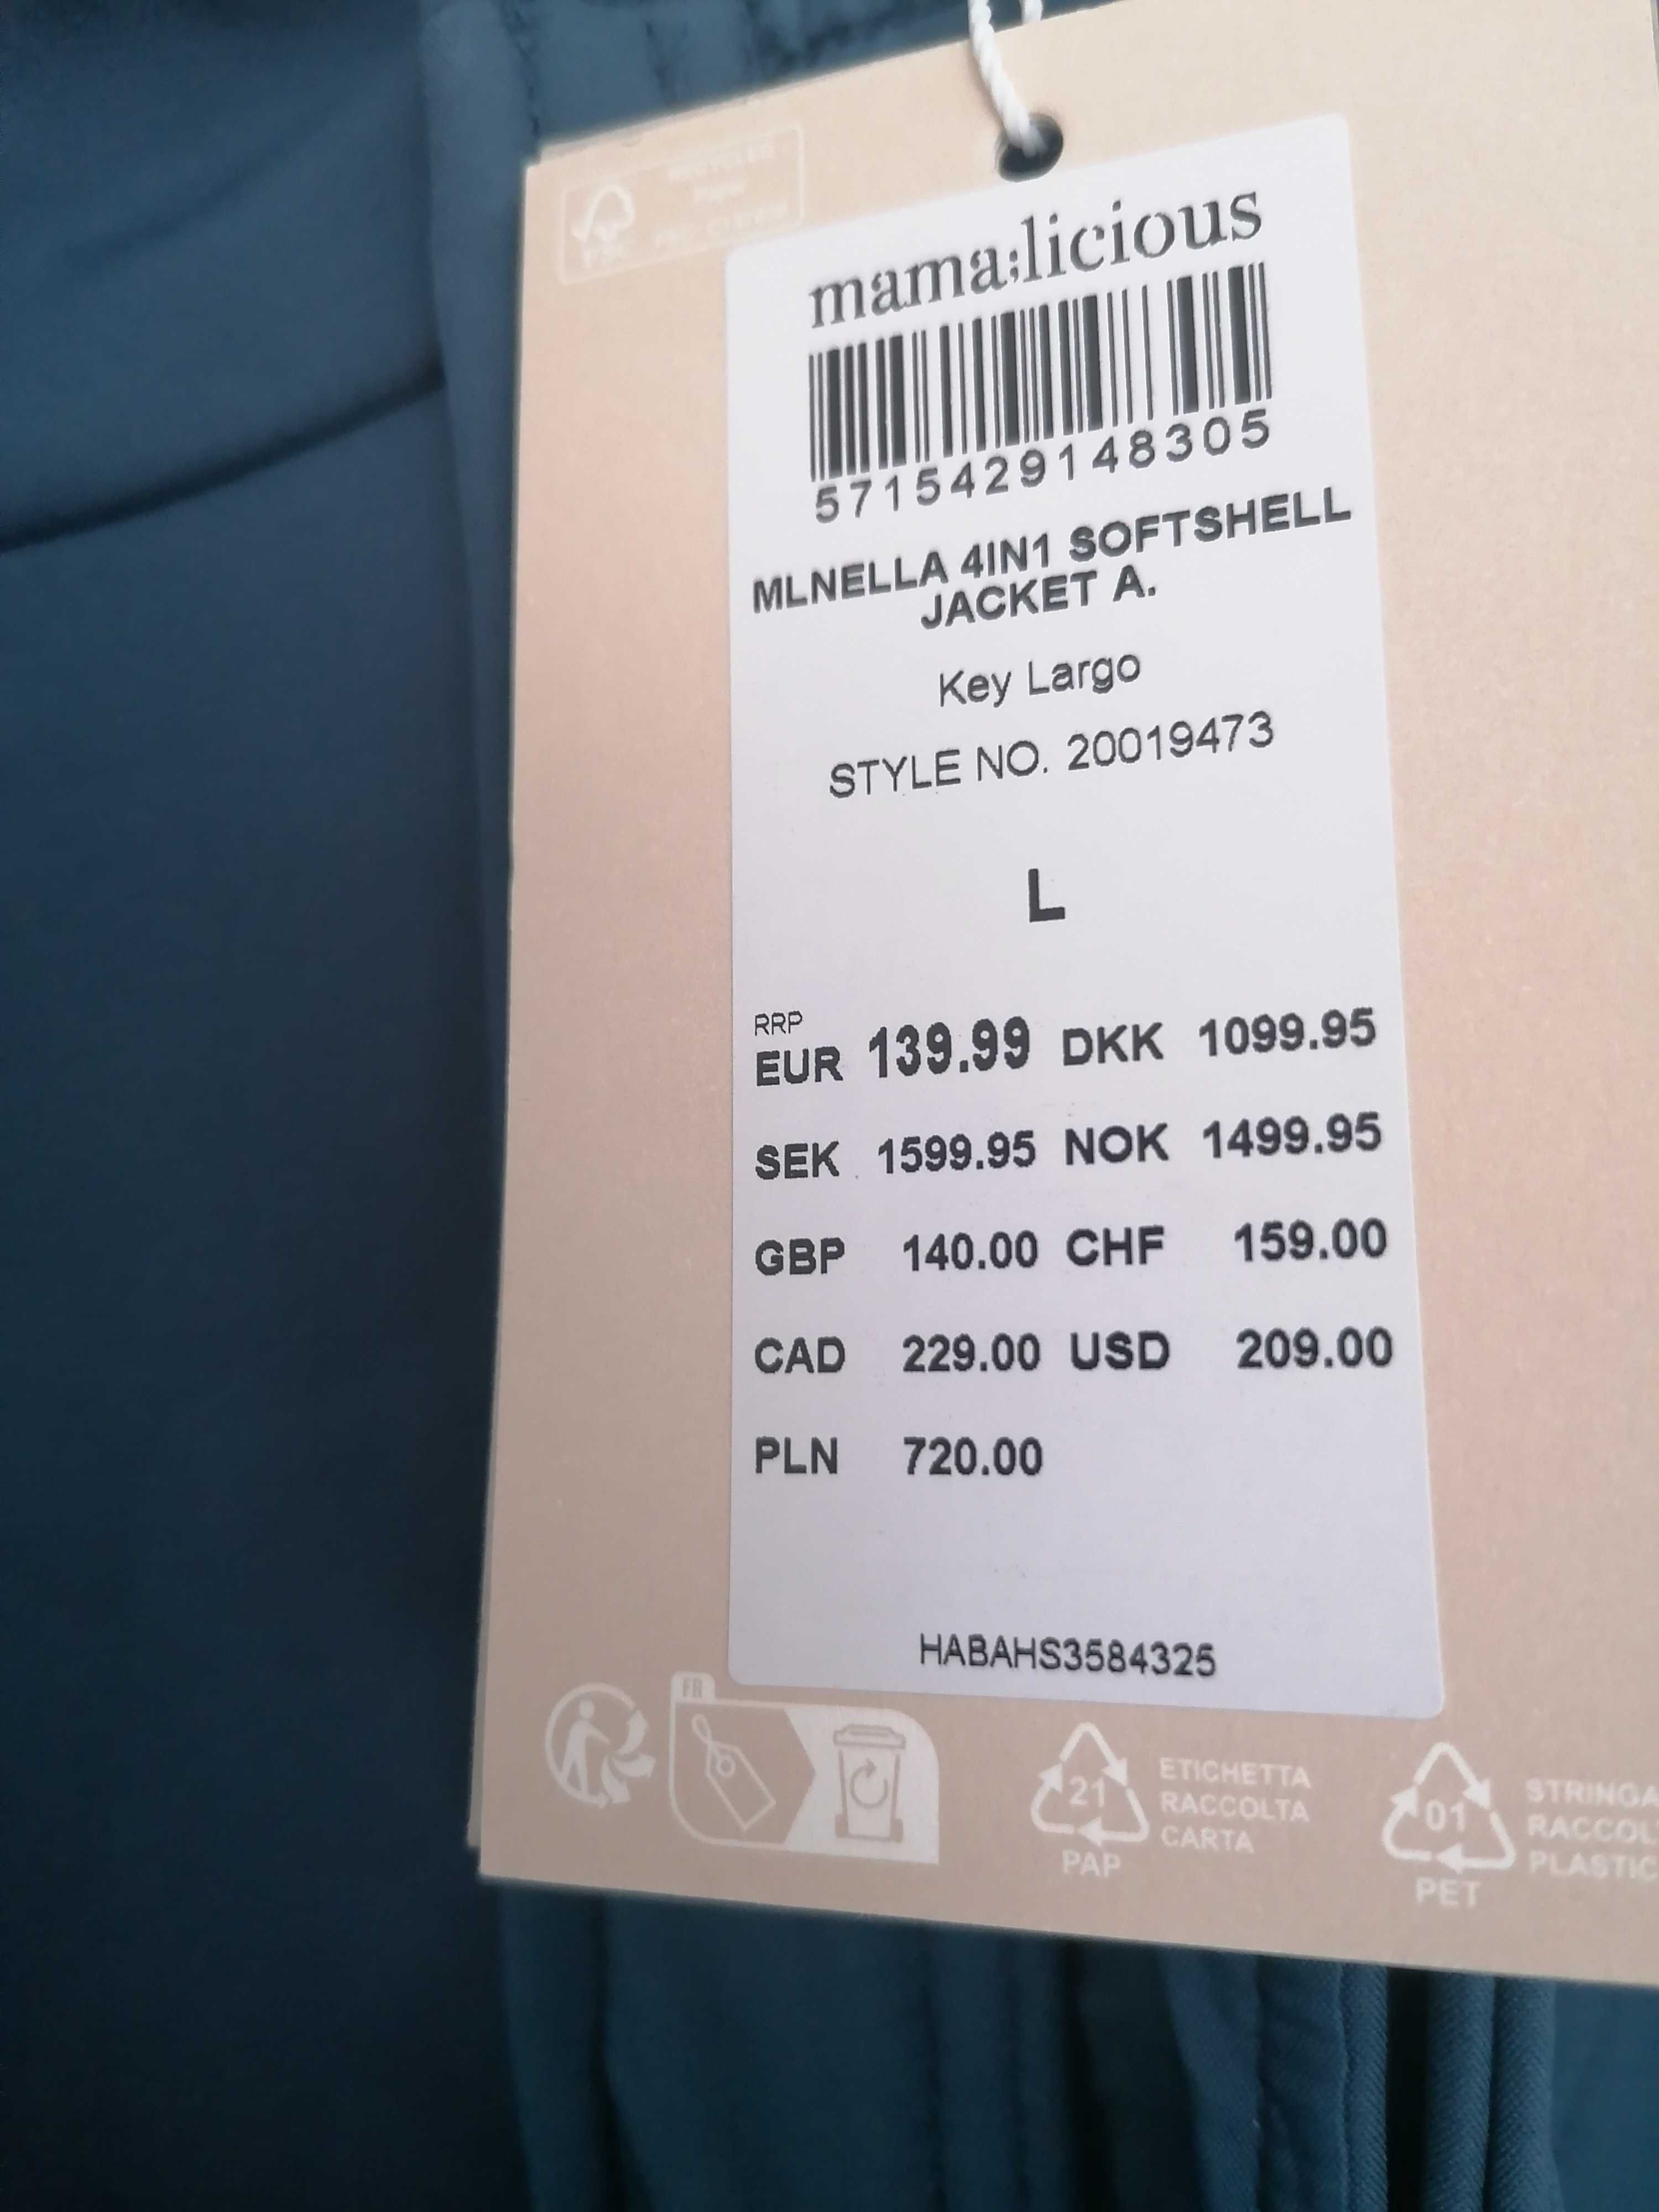 FSC
mama;licious
5715429148305
MLNELLA 4IN1 SOFTSHELL
JACKET A.
Key Largo
STYLE NO. 20019473
L
RRP
EUR 139.99 DKK 1099.95
SEK 1599.95 NOK 1499.95
GBP 140.00 CHF 159.00
CAD 229.00 USD 209.00
PLN 720.00
HABAHS3584325
FR
21
PAP
ETICHETTA
RACCOLTA
CARTA
01
PET
STRINGA
RACCOL
PLASTIC